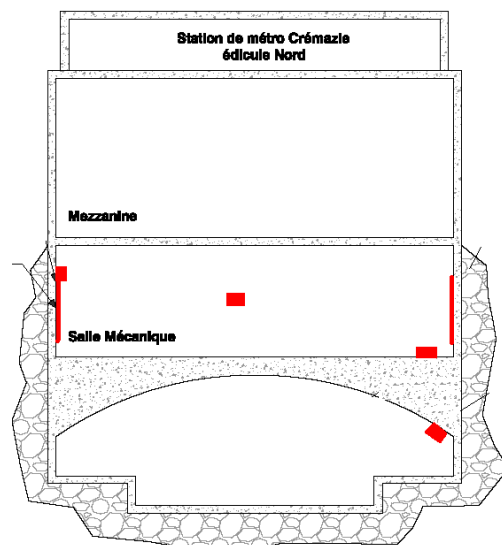 Station de métro Crémazie
édicule Nord
Mezzanine
Salle Mécanique